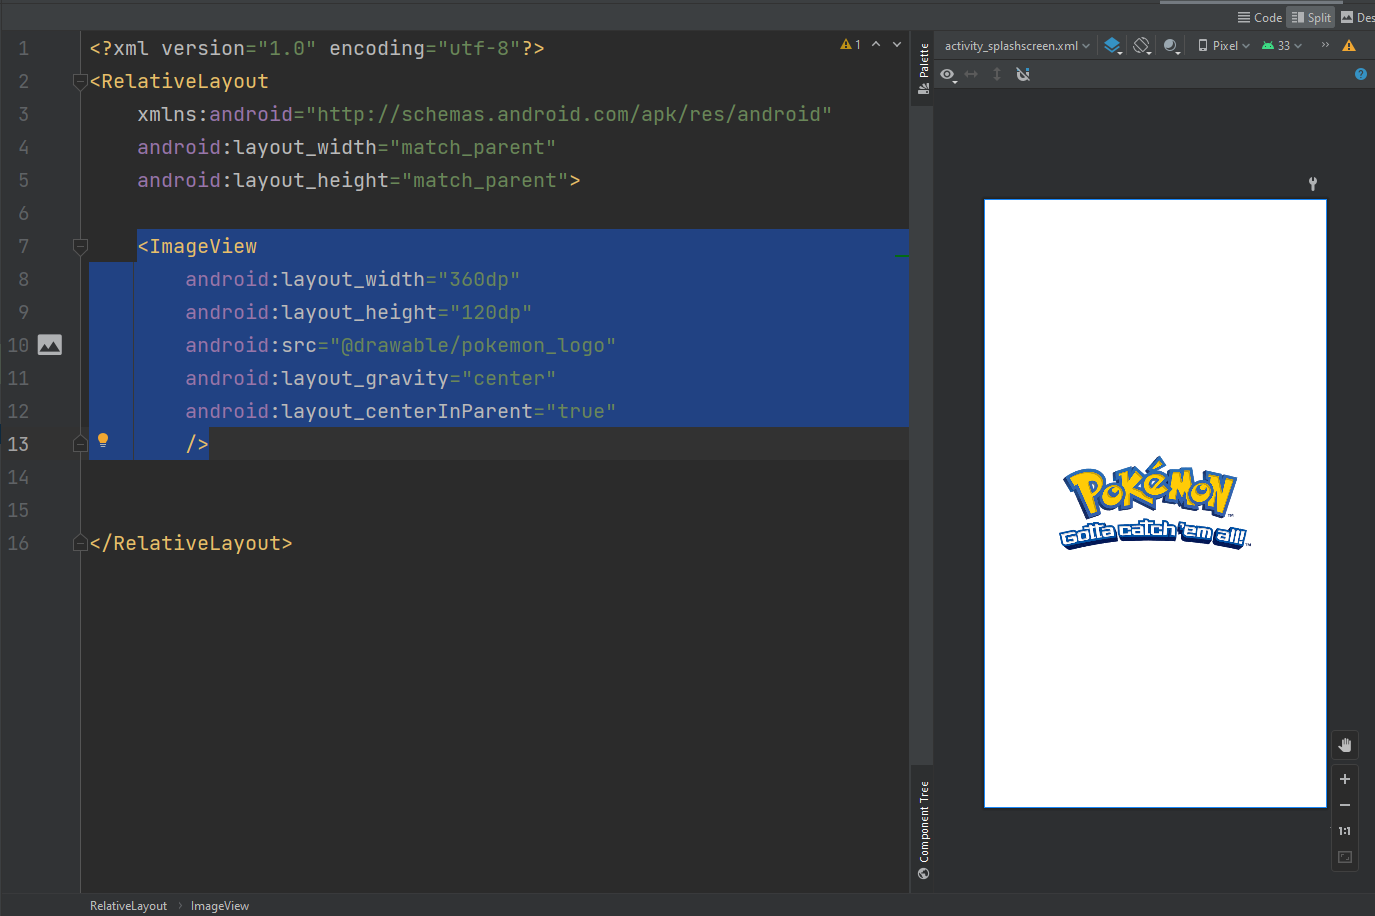 Code Split Des
1 <?xml version="1.0" encoding="utf-8"?>
2 <RelativeLayout
3 xmlns:android="http://schemas.android.com/apk/res/android"
4 android:layout_width="match_parent"
5 android:layout_height="match_parent">
6
7 <ImageView
8 android:layout_width="360dp"
9 android:layout_height="120dp"
10 android:src="@drawable/pokemon_logo"
11 android:layout_gravity="center"
12 android:layout_centerInParent="true"
13 />
14
15
16 </RelativeLayout>
1
Palette
activity_splashscreen.xml Pixel 33 »
?
POKéMON™
Gotta catch 'em all!™
1:1
Component Tree
RelativeLayout › ImageView